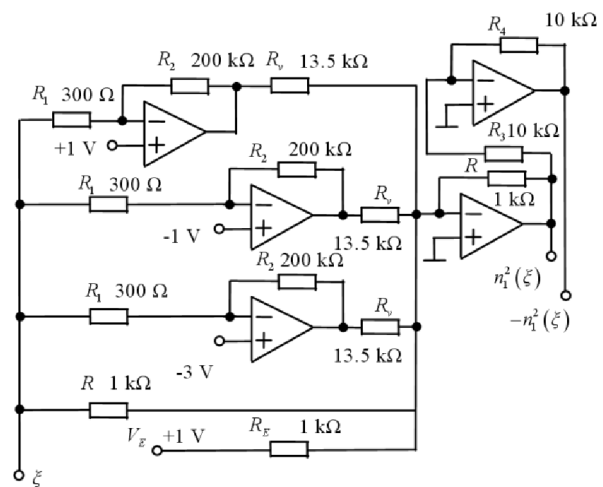 R₄ 10 kΩ
R₂ 200 kΩ Rᵥ 13.5 kΩ
R₁ 300 Ω
+1 V
R₃ 10 kΩ
R₂ 200 kΩ
R₁ 300 Ω
R
Rᵥ
1 kΩ
-1 V
13.5 kΩ
n₁²(ξ)
R₂ 200 kΩ
R₁ 300 Ω
Rᵥ
-n₁²(ξ)
-3 V
13.5 kΩ
R 1 kΩ
V_E +1 V R_E 1 kΩ
ξ